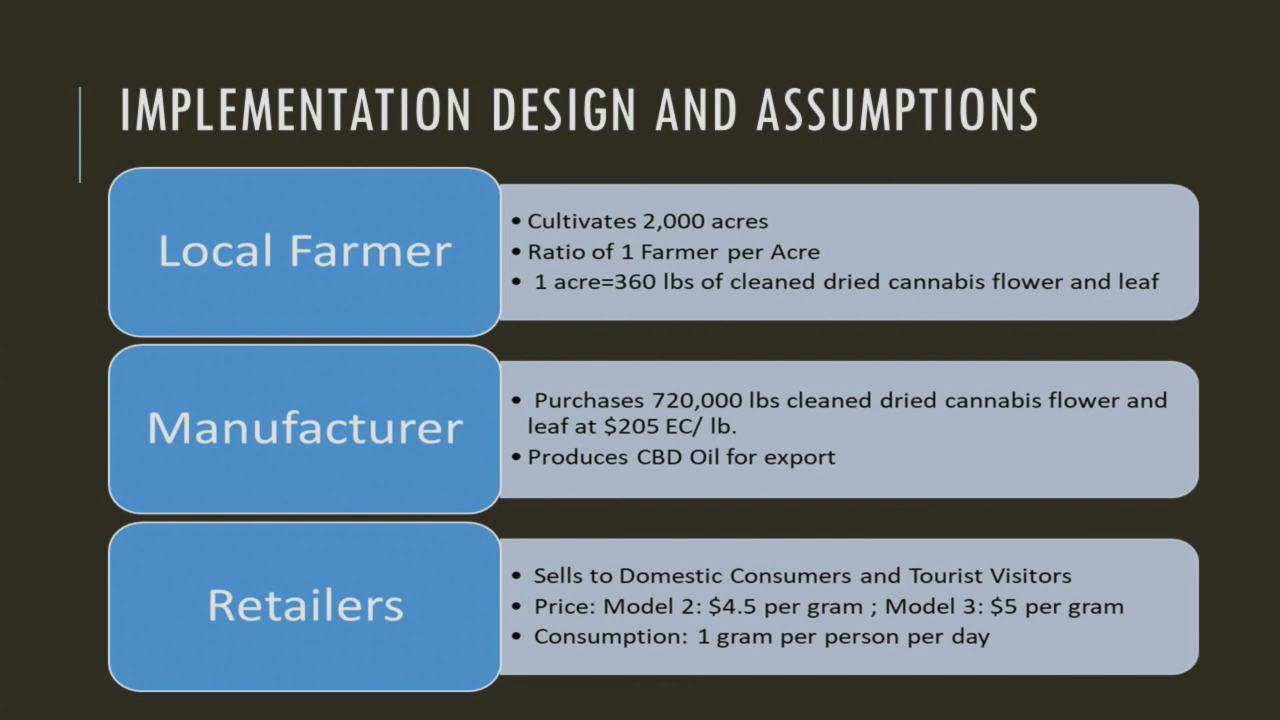 IMPLEMENTATION DESIGN AND ASSUMPTIONS
Local Farmer
• Cultivates 2,000 acres
• Ratio of 1 Farmer per Acre
• 1 acre=360 lbs of cleaned dried cannabis flower and leaf
Manufacturer
• Purchases 720,000 lbs cleaned dried cannabis flower and
leaf at $205 EC/ lb.
• Produces CBD Oil for export
Retailers
• Sells to Domestic Consumers and Tourist Visitors
• Price: Model 2: $4.5 per gram ; Model 3: $5 per gram
• Consumption: 1 gram per person per day